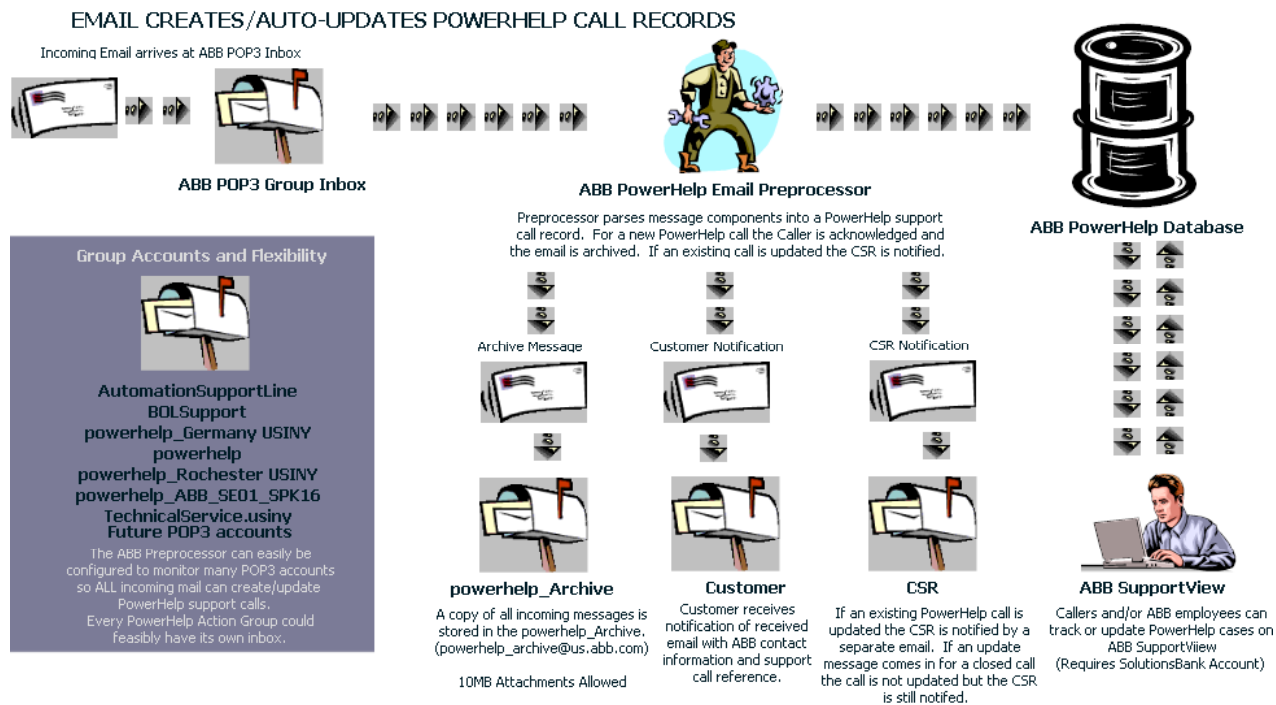 EMAIL CREATES/AUTO-UPDATES POWERHELP CALL RECORDS
Incoming Email arrives at ABB POP3 Inbox
ABB POP3 Group Inbox
ABB PowerHelp Email Preprocessor
Preprocessor parses message components into a PowerHelp support
call record. For a new PowerHelp call the Caller is acknowledged and
the email is archived. If an existing call is updated the CSR is notified.
ABB PowerHelp Database
Group Accounts and Flexibility
AutomationSupportLine
BOLSupport
powerhelp_Germany USINY
powerhelp
powerhelp_Rochester USINY
powerhelp_ABB_SE01_SPK16
TechnicalService.usiny
Future POP3 accounts
The ABB Preprocessor can easily be
configured to monitor many POP3 accounts
so ALL incoming mail can create/update
PowerHelp support calls.
Every PowerHelp Action Group could
feasibly have its own inbox.
Archive Message
Customer Notification
CSR Notification
powerhelp_Archive
A copy of all incoming messages is
stored in the powerhelp_Archive.
(powerhelp_archive@us.abb.com)
10MB Attachments Allowed
Customer
Customer receives
notification of received
email with ABB contact
information and support
call reference.
CSR
If an existing PowerHelp call is
updated the CSR is notified by a
separate email. If an update
message comes in for a closed call
the call is not updated but the CSR
is still notifed.
ABB SupportView
Callers and/or ABB employees can
track or update PowerHelp cases on
ABB SupportViiew
(Requires SolutionsBank Account)